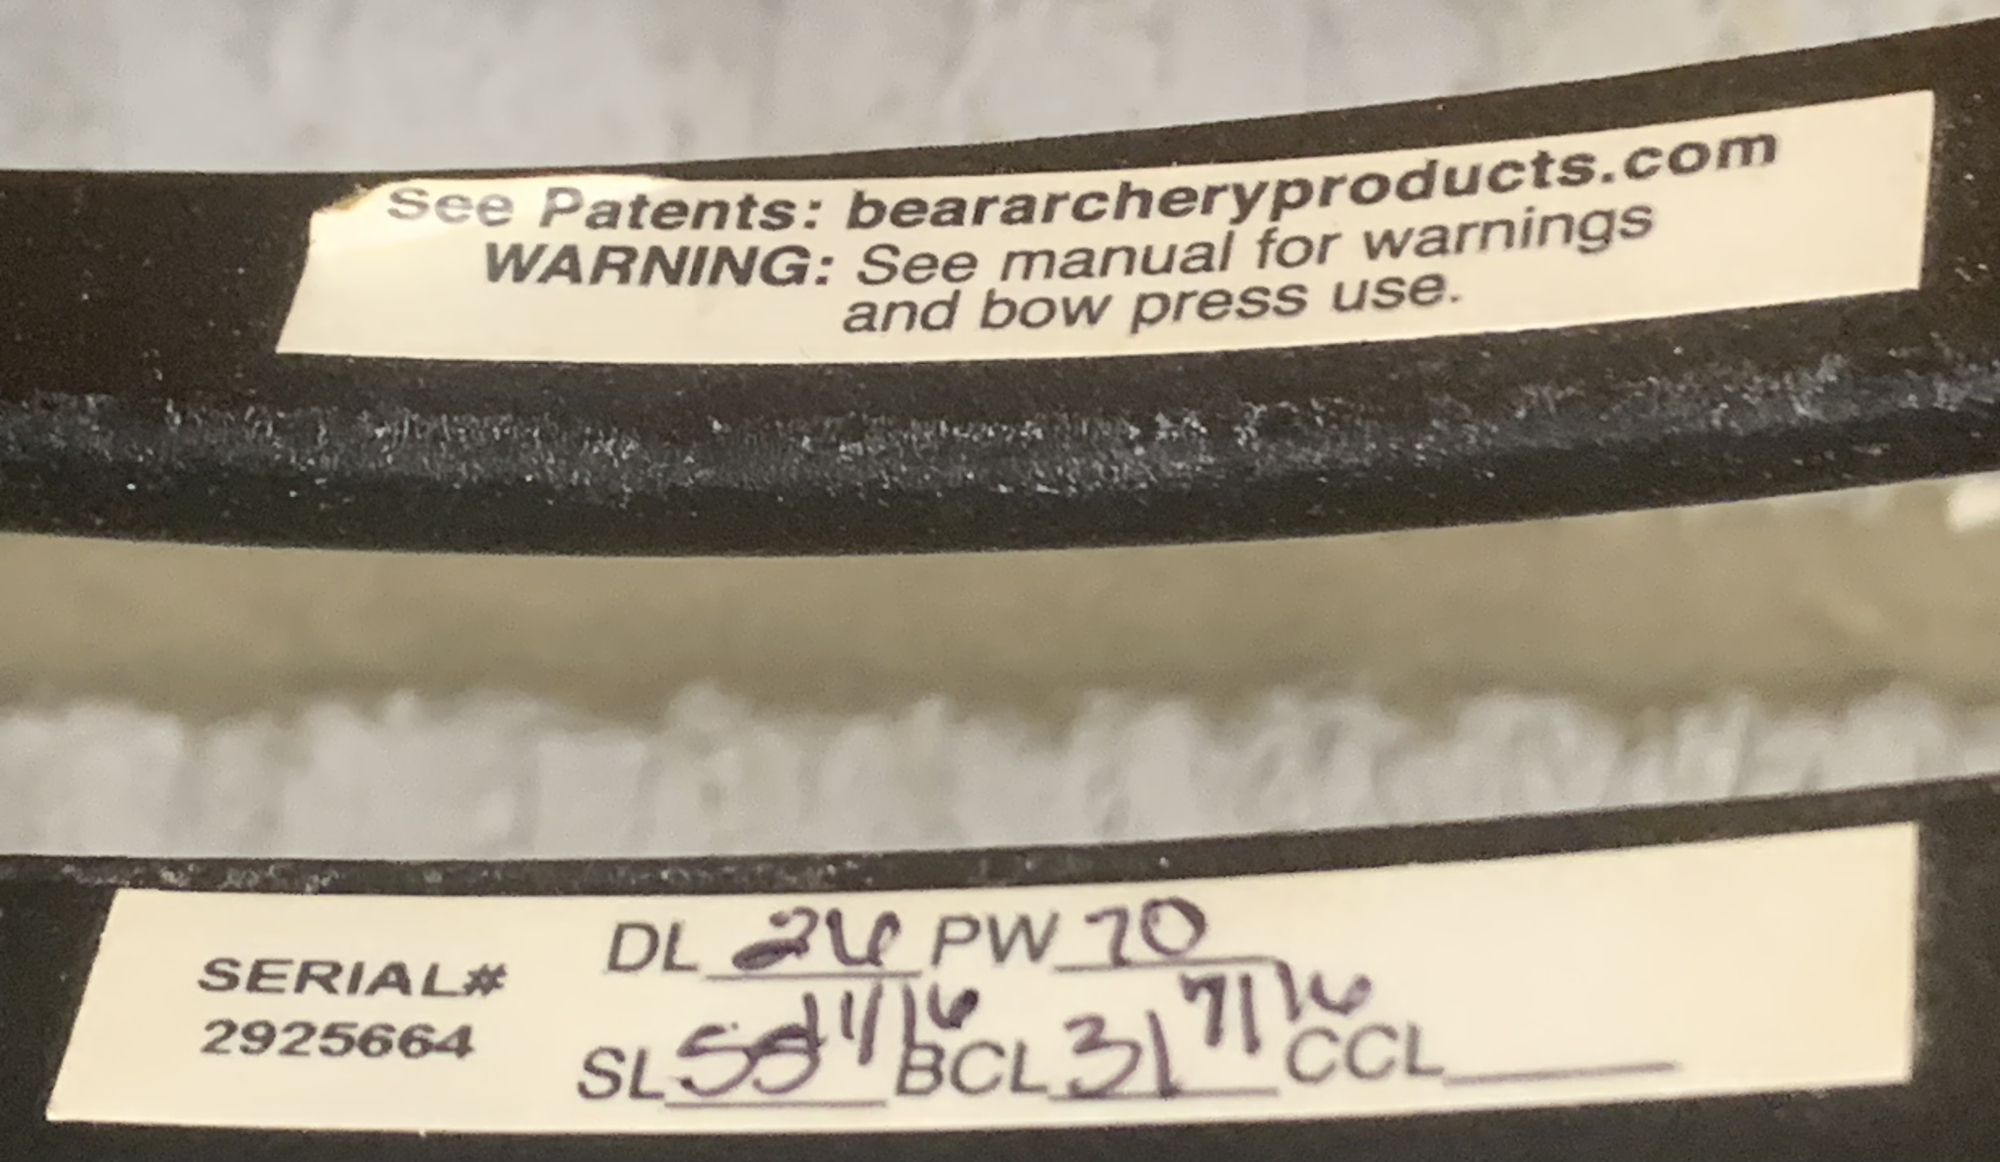 See Patents: beararcheryproducts.com
WARNING: See manual for warnings
and bow press use.
SERIAL#
2925664
DL 26 PW 70
SL 55 11/16 BCL 31 7/16 CCL